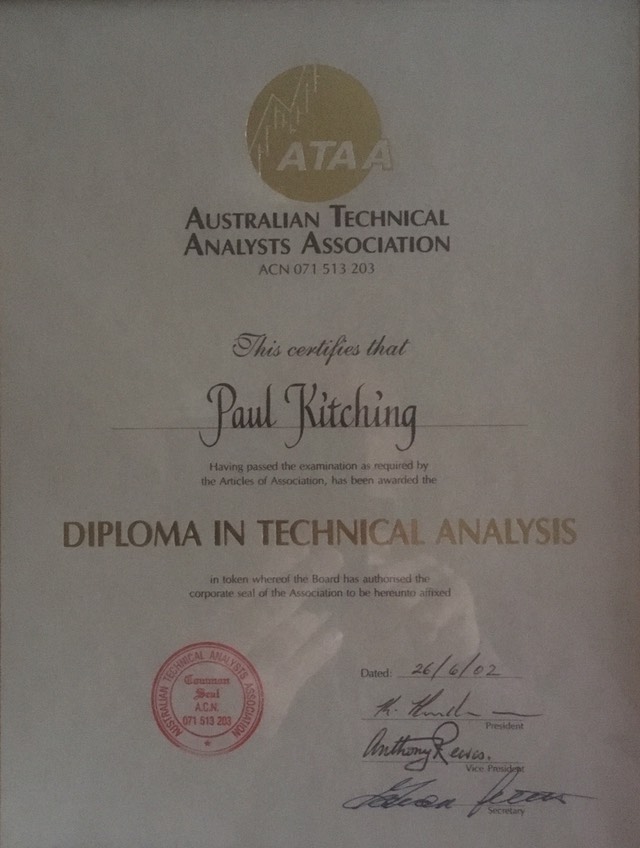 ATAA
AUSTRALIAN TECHNICAL
ANALYSTS ASSOCIATION
ACN 071 513 203
This certifies that
Paul Kitching
Having passed the examination as required by
the Articles of Association, has been awarded the
DIPLOMA IN TECHNICAL ANALYSIS
in token whereof the Board has authorised the
corporate seal of the Association to be hereunto affixed
AUSTRALIAN TECHNICAL ANALYSTS ASSOCIATION
Common
Seal
A.C.N.
071 513 203
Dated: 26/6/02
President
Anthony
Vice President
Secretary